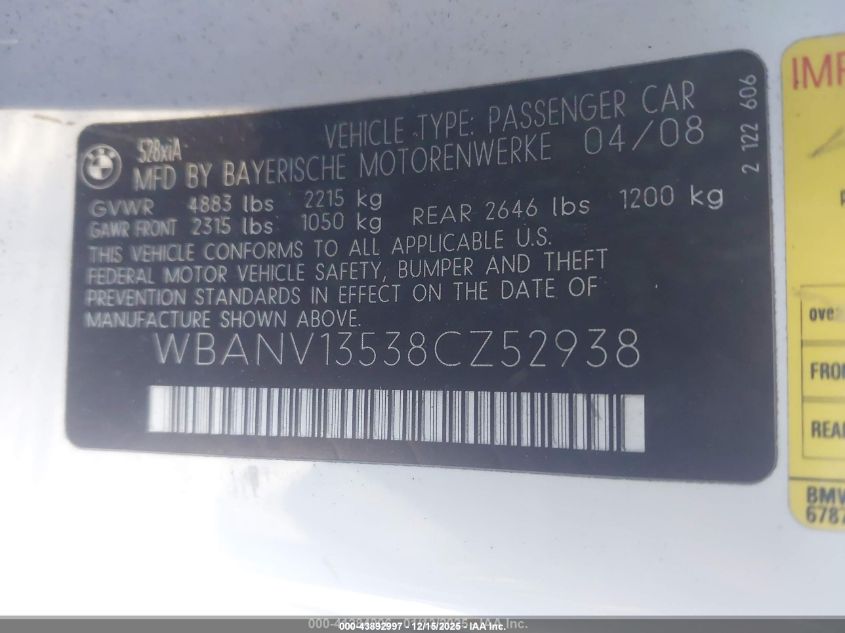 BMW
528xiA
VEHICLE TYPE: PASSENGER CAR
MFD BY BAYERISCHE MOTORENWERKE 04/08
GVWR 4883 lbs 2215 kg
GAWR FRONT 2315 lbs 1050 kg REAR 2646 lbs 1200 kg
THIS VEHICLE CONFORMS TO ALL APPLICABLE U.S.
FEDERAL MOTOR VEHICLE SAFETY, BUMPER AND THEFT
PREVENTION STANDARDS IN EFFECT ON THE DATE OF
MANUFACTURE SHOWN ABOVE.
WBANV13538CZ52938
2 122 606
IMP
over
FRO
REA
BMW
678
000-43892997 - 12/15/2025 - IAA, Inc.